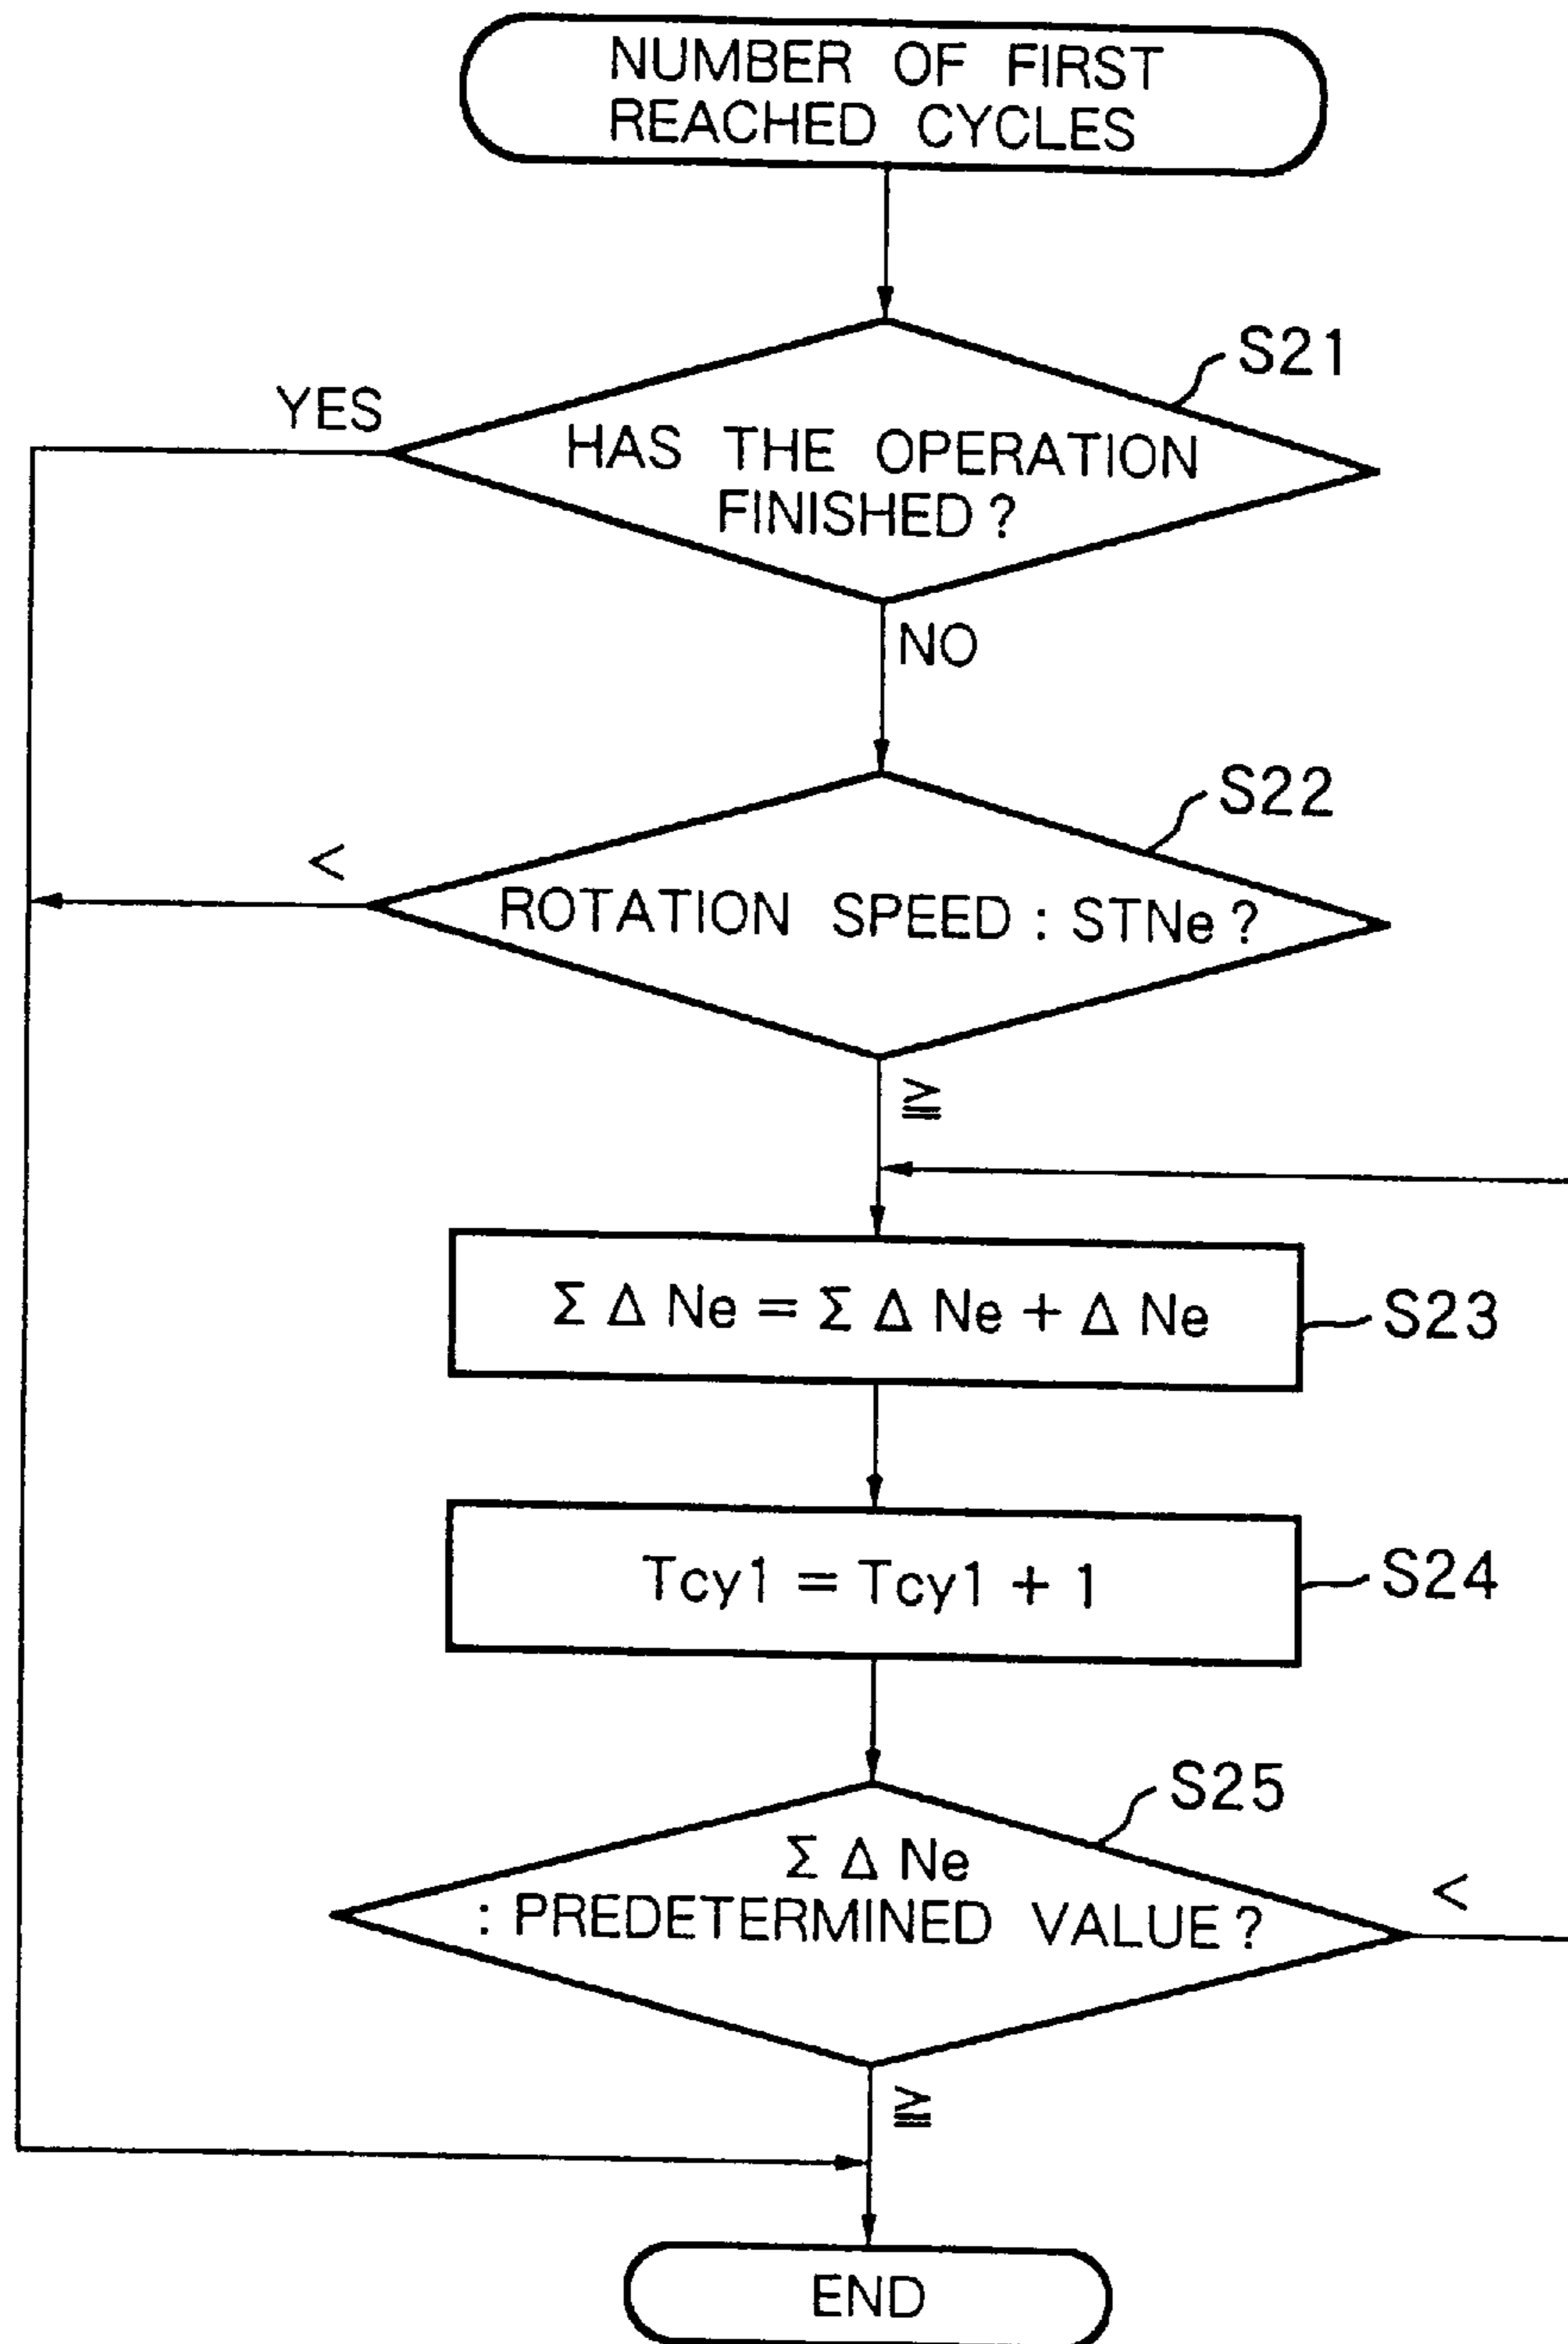 NUMBER OF FIRST
REACHED CYCLES
S21
YES
HAS THE OPERATION
FINISHED ?
NO
S22
<
ROTATION SPEED : STNe ?
≧
Σ Δ Ne = Σ Δ Ne + Δ Ne
S23
Tcy1 = Tcy1 + 1
S24
S25
Σ Δ Ne
<
: PREDETERMINED VALUE ?
≧
END